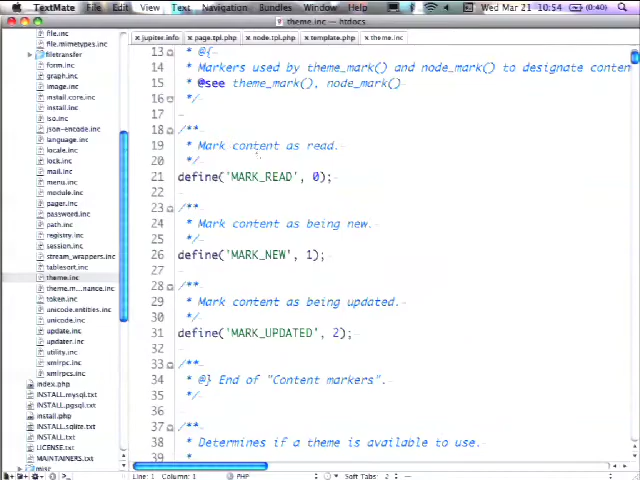 TextMate File Edit View Text Navigation Bundles Window Help Wed Mar 21 10:54 (0:40)
theme.inc — htdocs
jupiter.info page.tpl.php node.tpl.php template.php theme.inc
file.inc
file.mimetypes.inc
filetransfer
form.inc
graph.inc
image.inc
install.core.inc
install.inc
iso.inc
json-encode.inc
language.inc
locale.inc
lock.inc
mail.inc
menu.inc
module.inc
pager.inc
password.inc
path.inc
registry.inc
session.inc
stream_wrappers.inc
tablesort.inc
theme.inc
theme.m...nance.inc
token.inc
unicode.entities.inc
unicode.inc
update.inc
updater.inc
utility.inc
xmlrpc.inc
xmlrpcs.inc
index.php
INSTALL.mysql.txt
INSTALL.pgsql.txt
install.php
INSTALL.sqlite.txt
INSTALL.txt
LICENSE.txt
MAINTAINERS.txt
misc
13 * @{
14 * Markers used by theme_mark() and node_mark() to designate conten
15 * @see theme_mark(), node_mark()
16 */
17
18 /**
19 * Mark content as read.
20 */
21 define('MARK_READ', 0);
22
23 /**
24 * Mark content as being new.
25 */
26 define('MARK_NEW', 1);
27
28 /**
29 * Mark content as being updated.
30 */
31 define('MARK_UPDATED', 2);
32
33 /**
34 * @} End of "Content markers".
35 */
36
37 /**
38 * Determines if a theme is available to use.
39 *
Line: 1 Column: 1 PHP Soft Tabs: 2